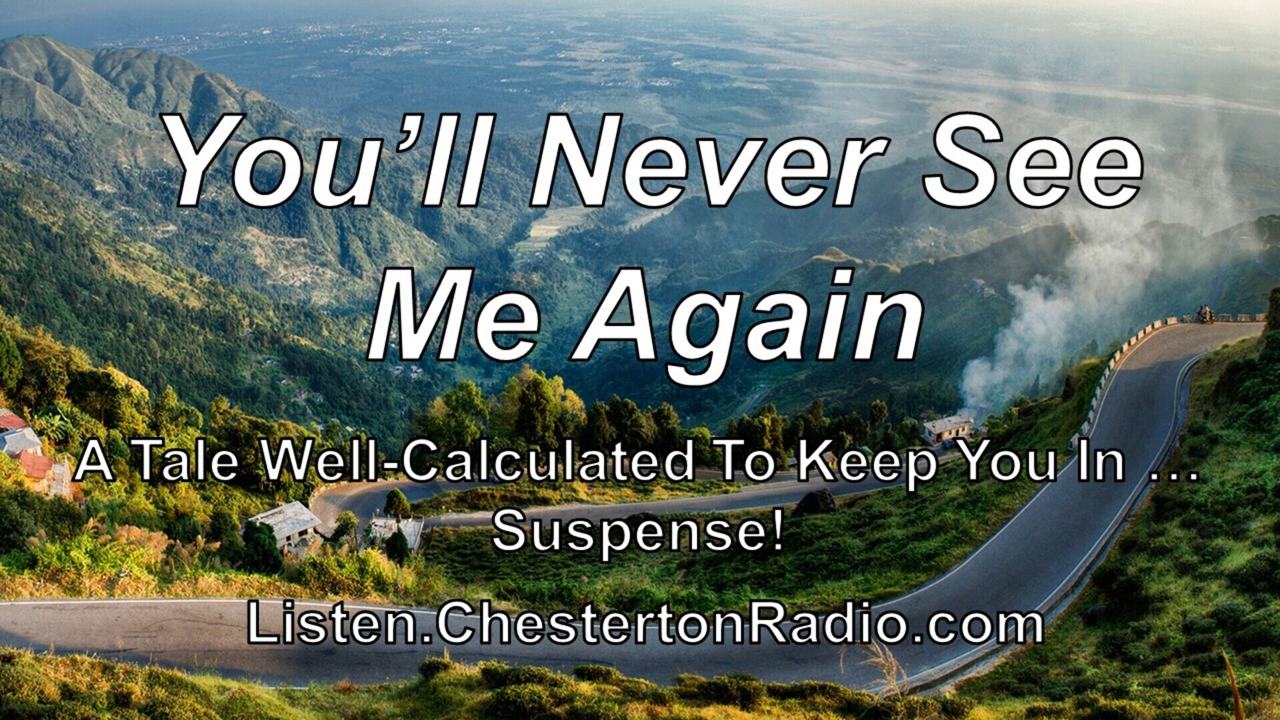 You’ll Never See
Me Again
A Tale Well-Calculated To Keep You In ...
Suspense!
Listen.ChestertonRadio.com